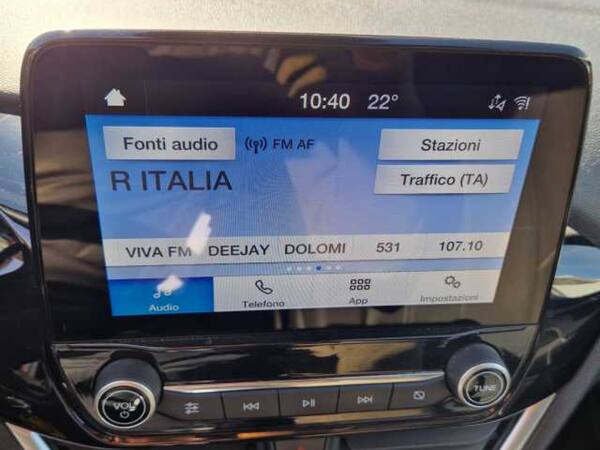 10:40 22°
Fonti audio FM AF Stazioni
R ITALIA Traffico (TA)
VIVA FM DEEJAY DOLOMI 531 107.10
Audio Telefono App Impostazioni
VOL TUNE